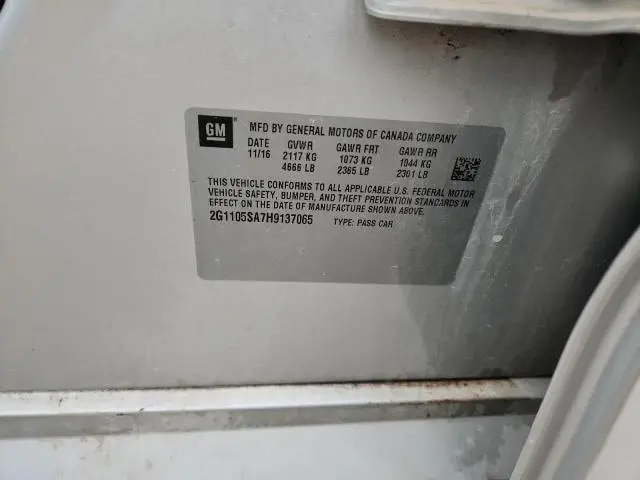 GM
MFD BY GENERAL MOTORS OF CANADA COMPANY
DATE GVWR GAWR FRT GAWR RR
11/16 2117 KG 1073 KG 1044 KG
4666 LB 2365 LB 2301 LB
THIS VEHICLE CONFORMS TO ALL APPLICABLE U.S. FEDERAL MOTOR
VEHICLE SAFETY, BUMPER, AND THEFT PREVENTION STANDARDS IN
EFFECT ON THE DATE OF MANUFACTURE SHOWN ABOVE.
2G1105SA7H9137065 TYPE: PASS CAR